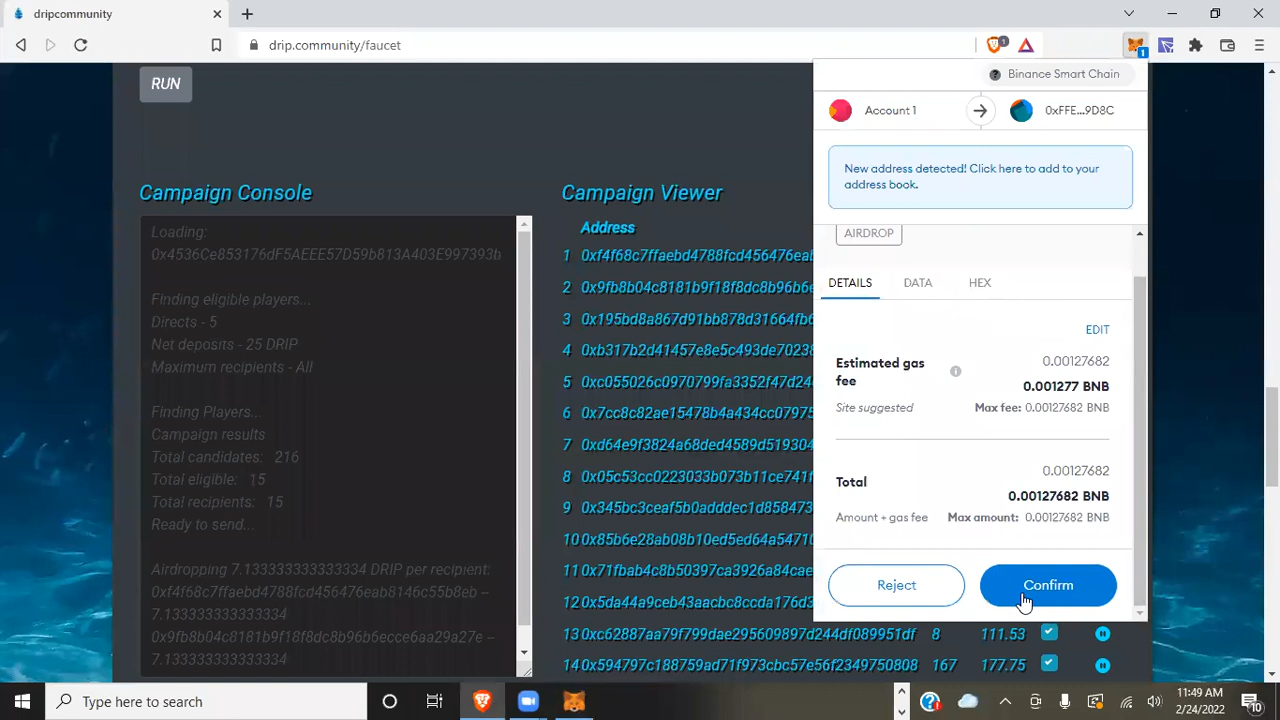 dripcommunity
drip.community/faucet
1
1
RUN
Binance Smart Chain
Account 1
0xFFE...9D8C
New address detected! Click here to add to your
address book.
AIRDROP
DETAILS
DATA
HEX
EDIT
Estimated gas
fee
0.00127682
0.001277 BNB
Site suggested
Max fee: 0.00127682 BNB
Total
0.00127682
0.00127682 BNB
Amount + gas fee
Max amount: 0.00127682 BNB
Reject
Confirm
Campaign Console
Loading:
0x4536Ce853176dF5AEEE57D59b813A403E997393b
FInding eligible players...
Directs - 5
Net deposits - 25 DRIP
Maximum recipients - All
Finding Players...
Campaign results
Total candidates: 216
Total eligible: 15
Total recipients: 15
Ready to send...
Airdropping 7.133333333333334 DRIP per recipient:
0xf4f68c7ffaebd4788fcd456476eab8146c55b8eb --
7.133333333333334
0x9fb8b04c8181b9f18f8dc8b96b6ecce6aa29a27e --
7.133333333333334
Campaign Viewer
Address
1 0xf4f68c7ffaebd4788fcd456476eab
2 0x9fb8b04c8181b9f18f8dc8b96b6e
3 0x195bd8a867d91bb878d31664fb6
4 0xb317b2d41457e8e5c493de70238
5 0xc055026c0970799fa3352f47d24
6 0x7cc8c82ae15478b4a434cc07975
7 0xd64e9f3824a68ded4589d519304
8 0x05c53cc0223033b073b11ce741f
9 0x345bc3ceaf5b0adddec1d858473
10 0x85b6e28ab08b10ed5ed64a54710
11 0x71fbab4c8b50397ca3926a84cae
12 0x5da44a9ceb43aacbc8ccda176d3
13 0xc62887aa79f799dae295609897d244df089951df 8 111.53
14 0x594797c188759ad71f973cbc57e56f2349750808 167 177.75
Type here to search
11:49 AM
2/24/2022
10